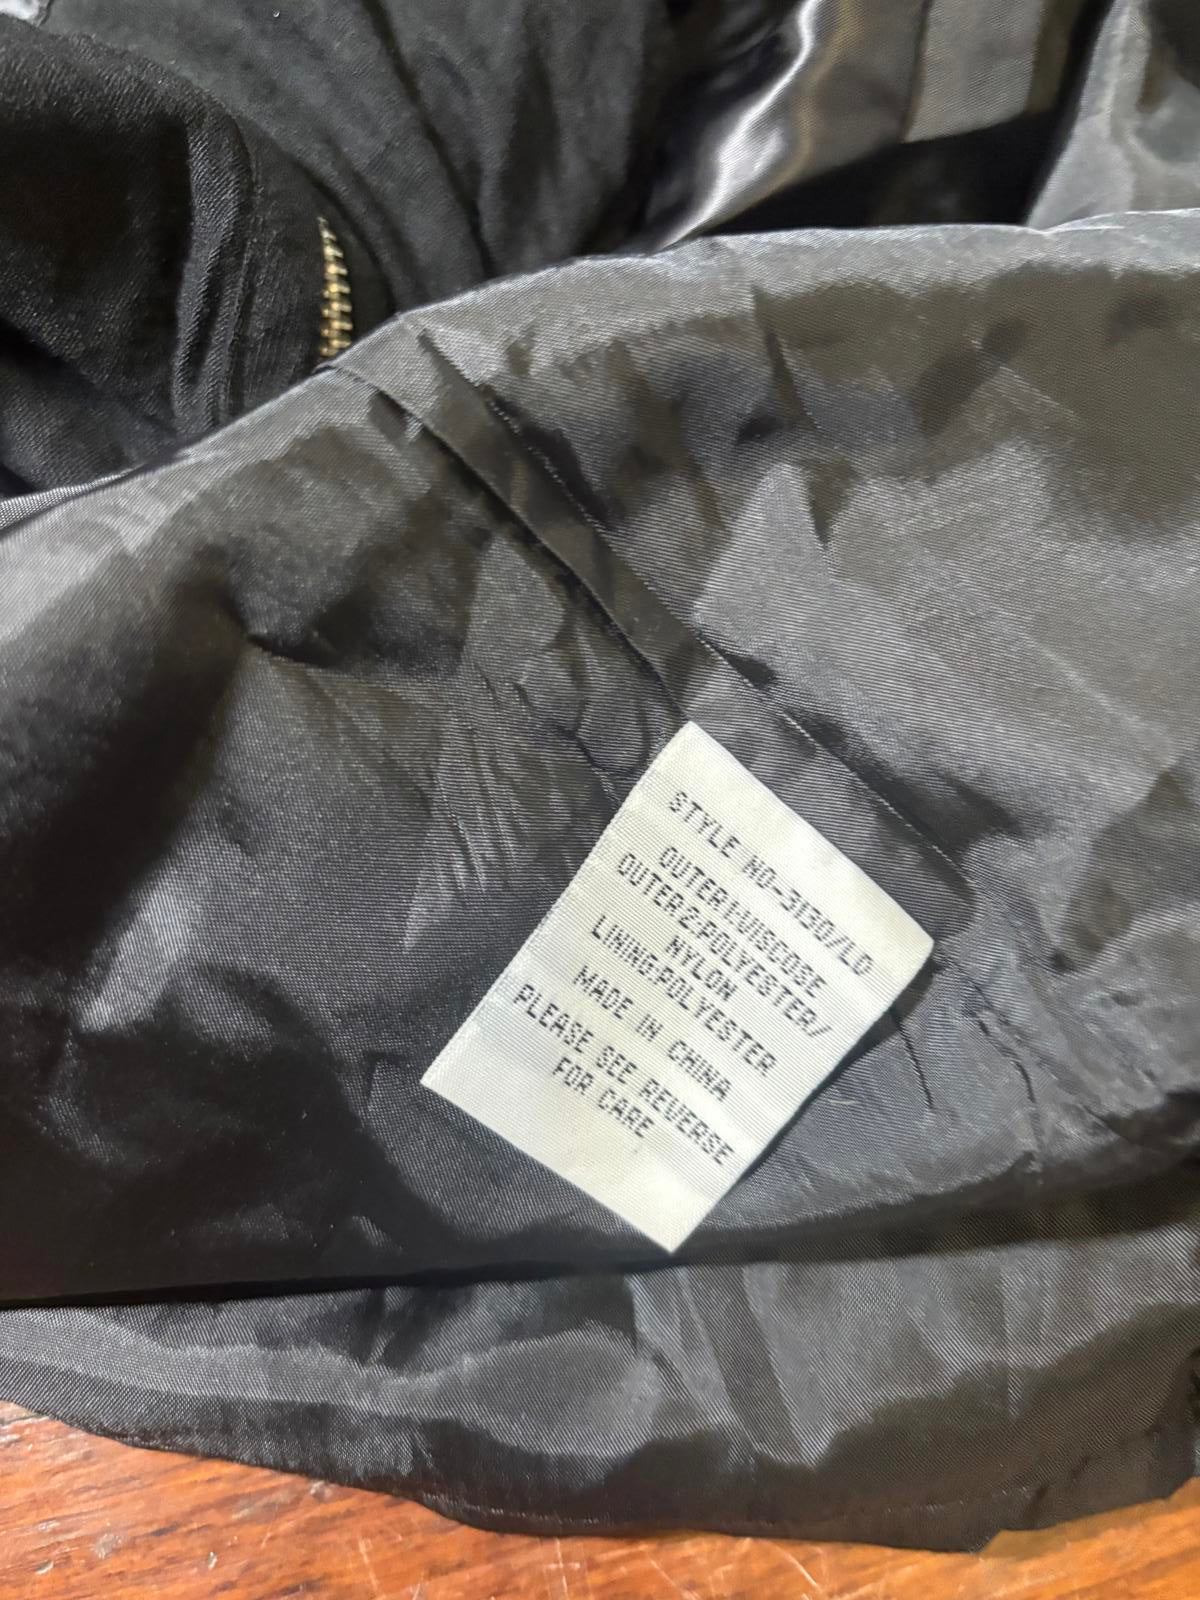 STYLE NO-3130/LD
OUTER1:VISCOSE
OUTER2:POLYESTER/
NYLON
LINING:POLYESTER
MADE IN CHINA
PLEASE SEE REVERSE
FOR CARE